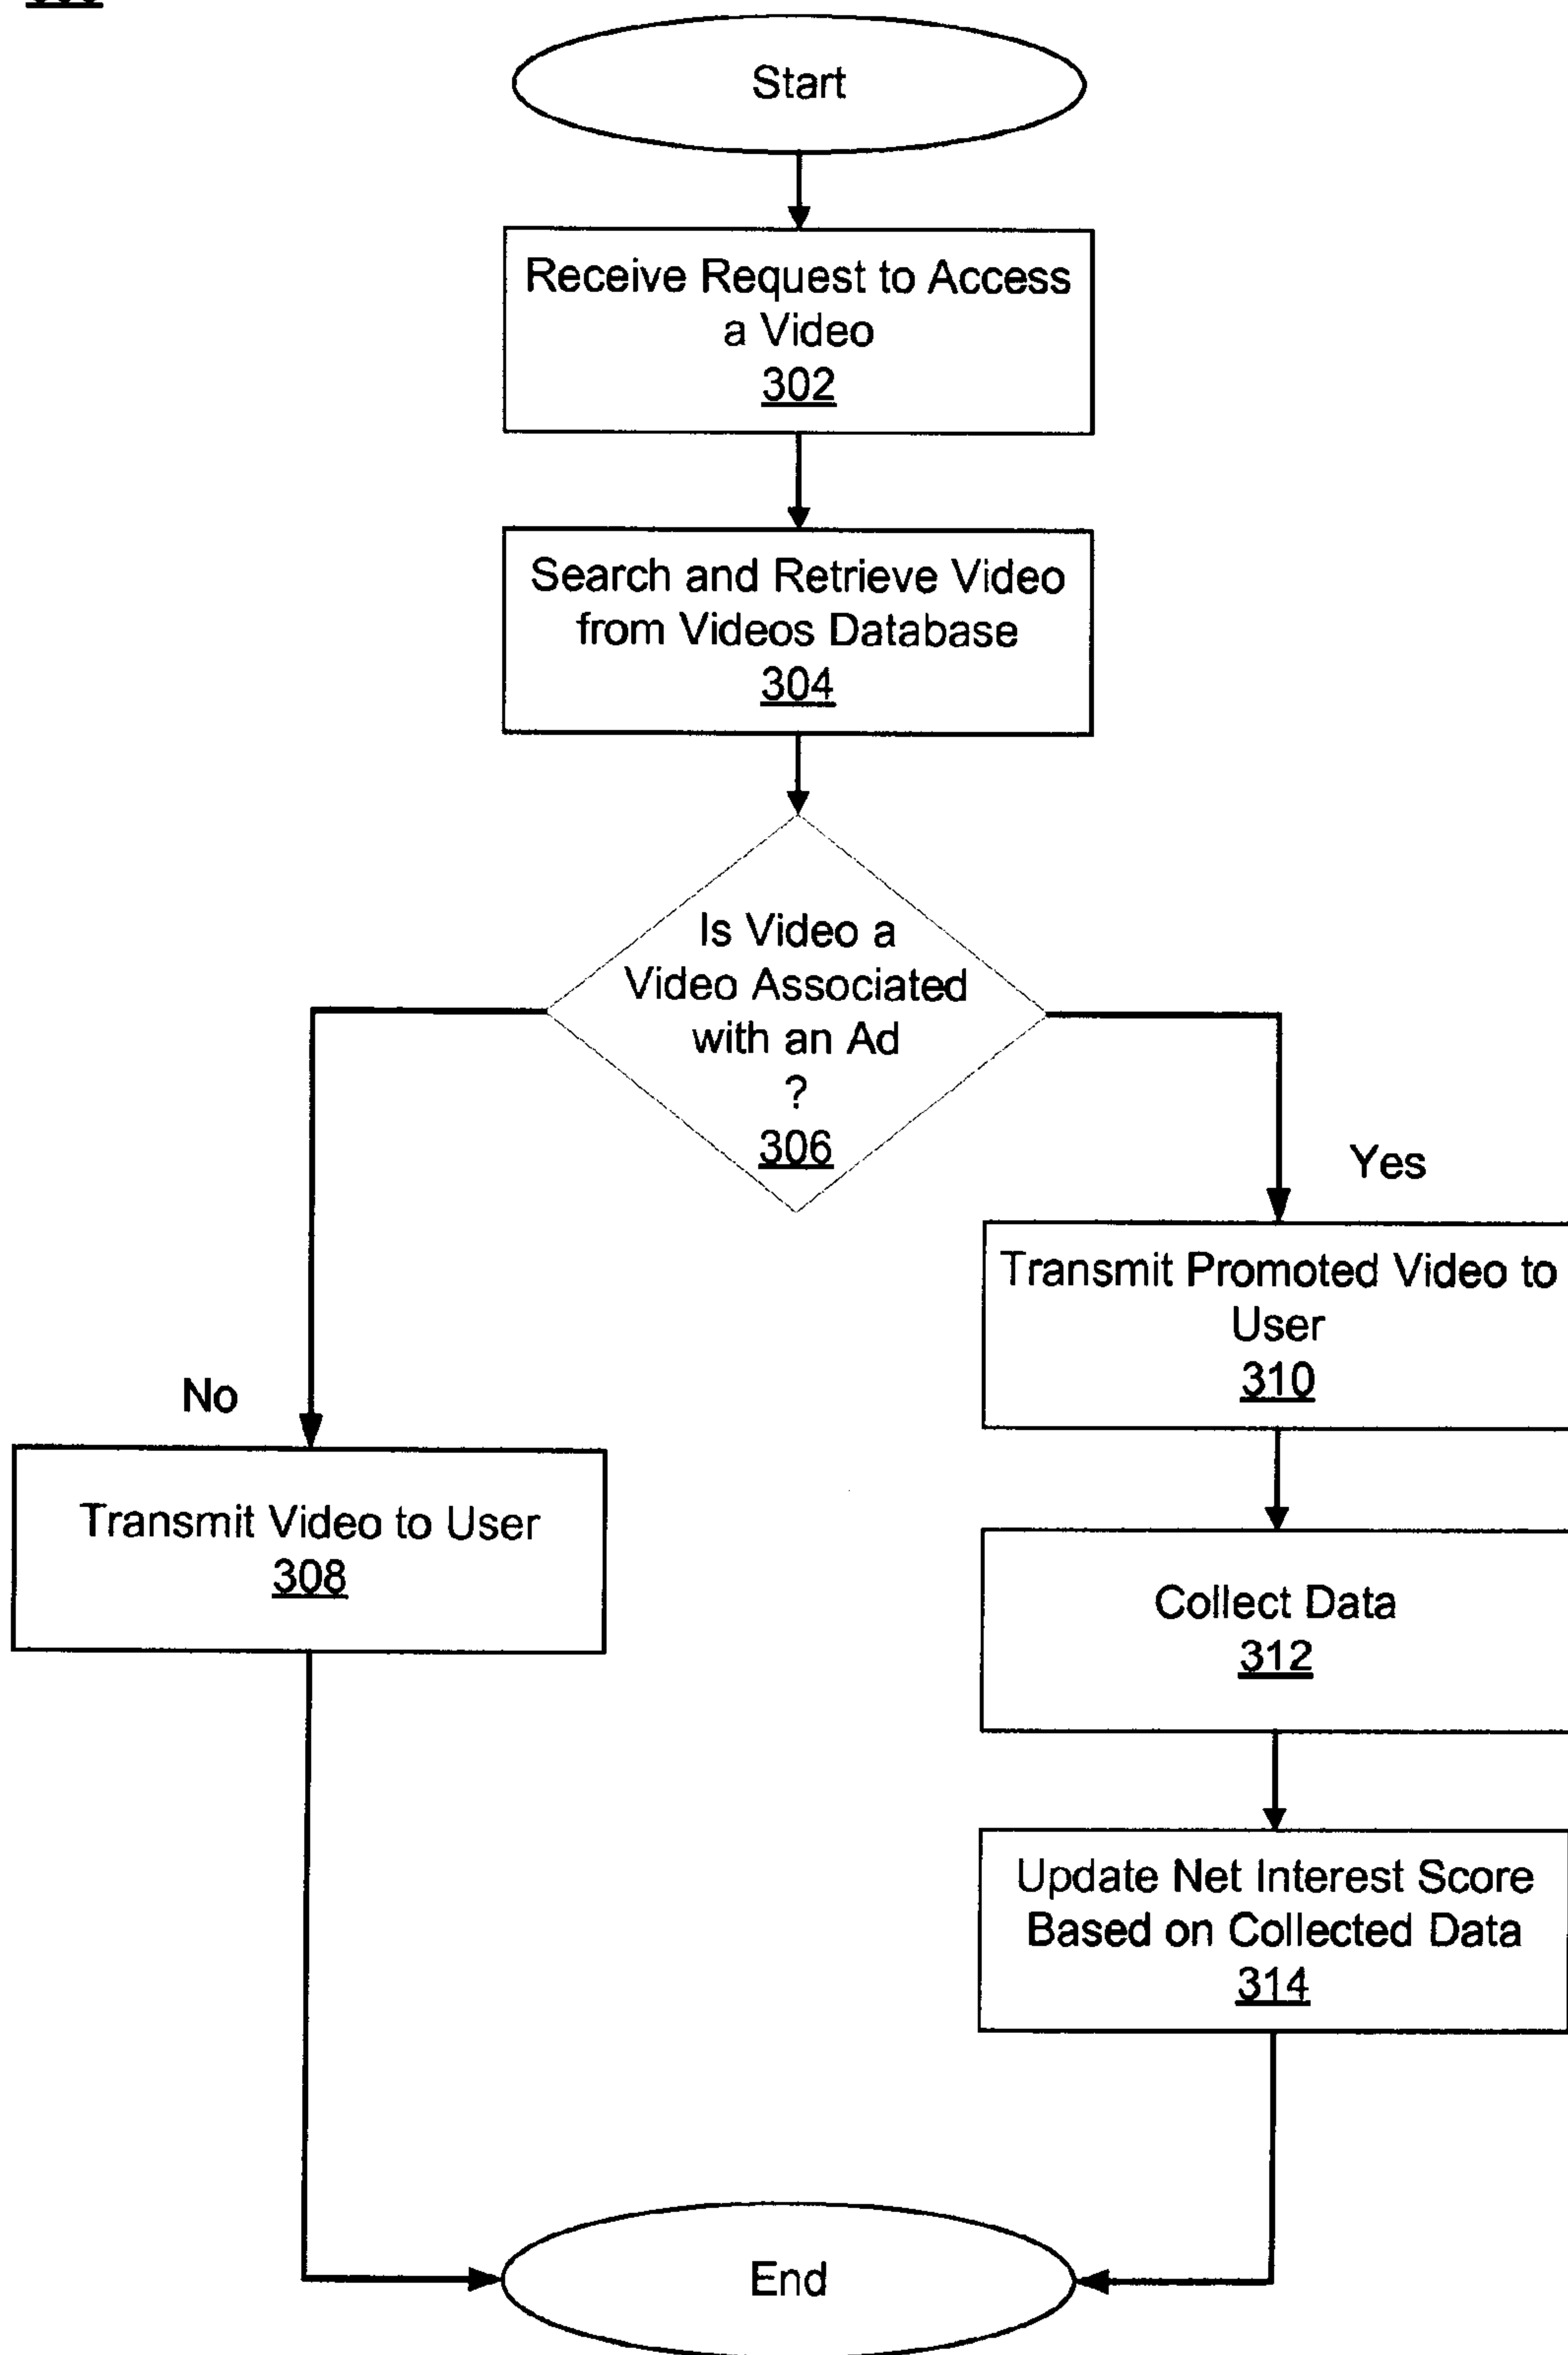 Start
Receive Request to Access
a Video
302
Search and Retrieve Video
from Videos Database
304
Is Video a
Video Associated
with an Ad
?
306
Yes
Transmit Promoted Video to
User
310
No
Transmit Video to User
308
Collect Data
312
Update Net Interest Score
Based on Collected Data
314
End